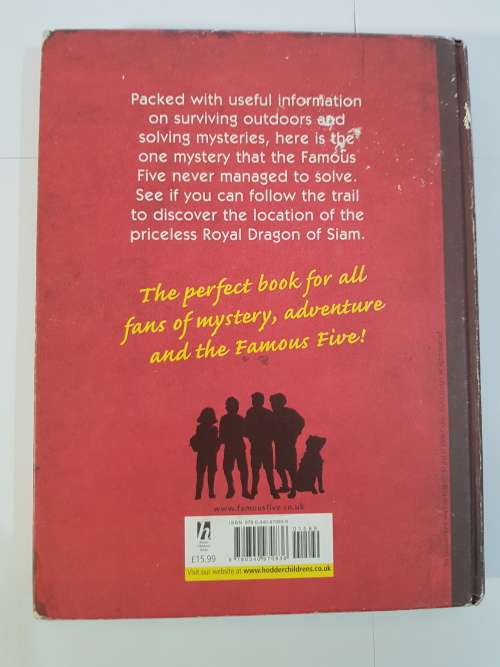 Packed with useful information
on surviving outdoors and
solving mysteries, here is the
one mystery that the Famous
Five never managed to solve.
See if you can follow the trail
to discover the location of the
priceless Royal Dragon of Siam.
The perfect book for all
fans of mystery, adventure
and the Famous Five!
www.famousfive.co.uk
h
£15.99
Visit our website at www.hodderchildrens.co.uk